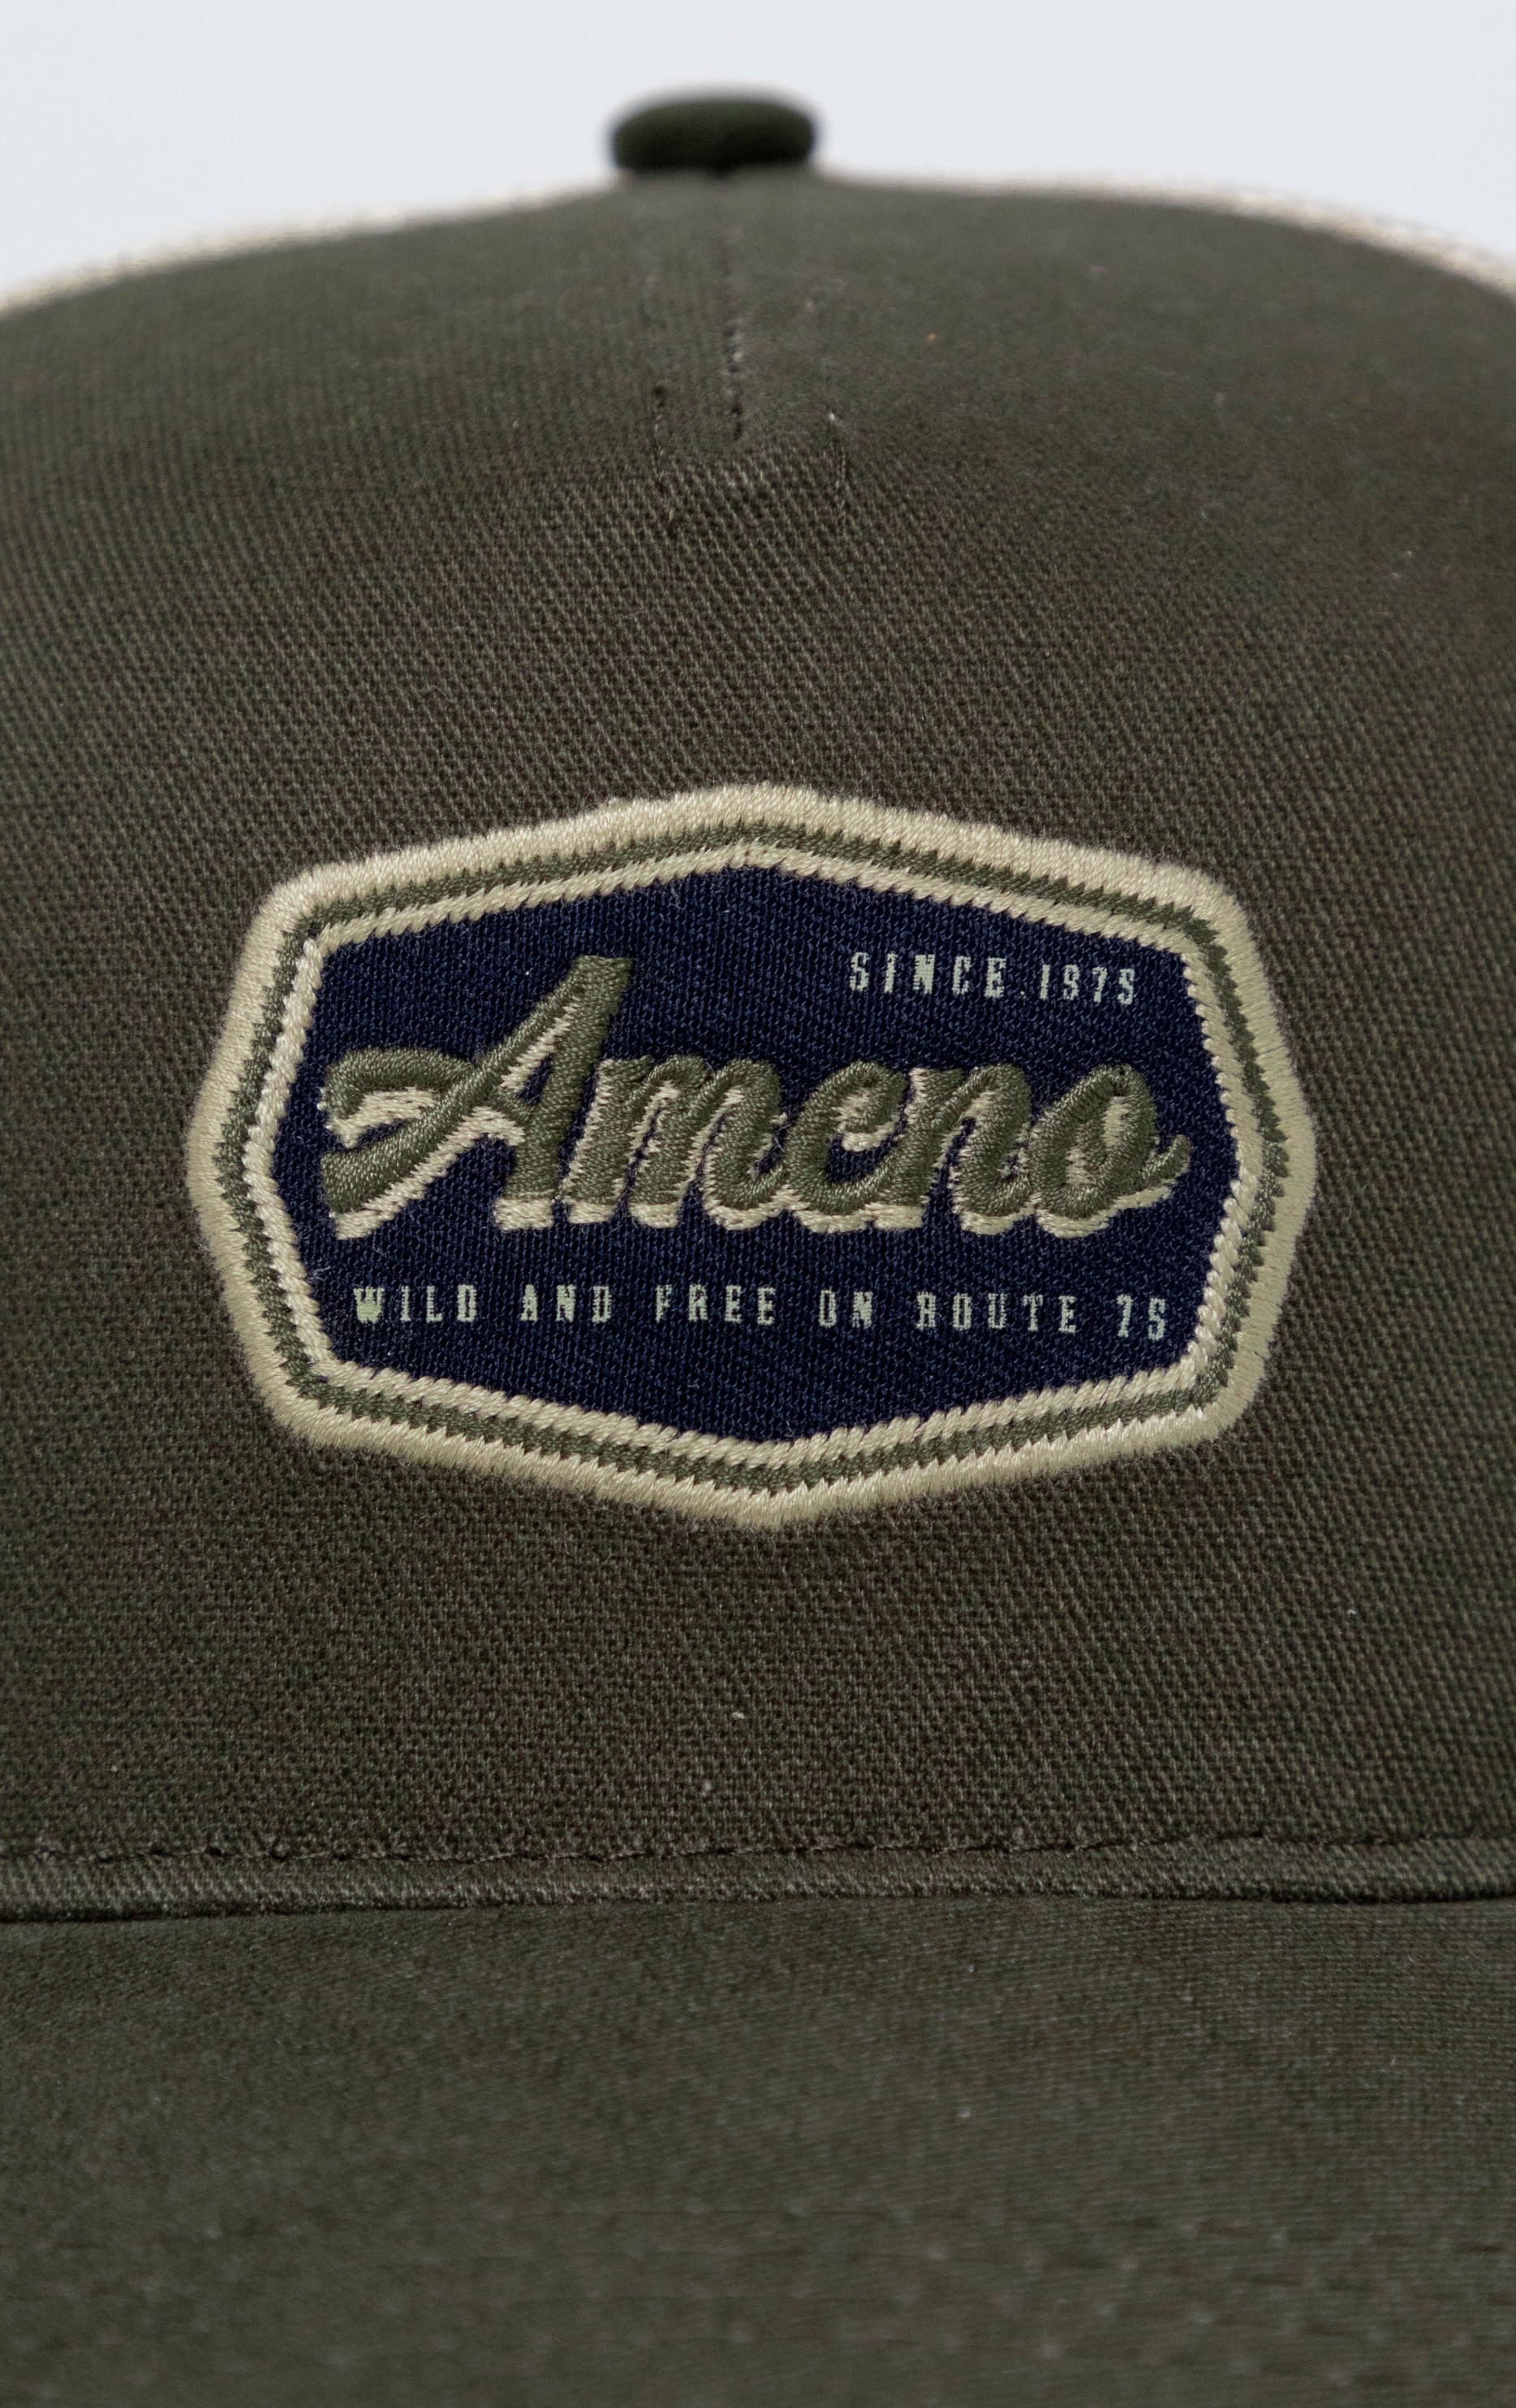 SINCE.1975
Ameno
WILD AND FREE ON ROUTE 75